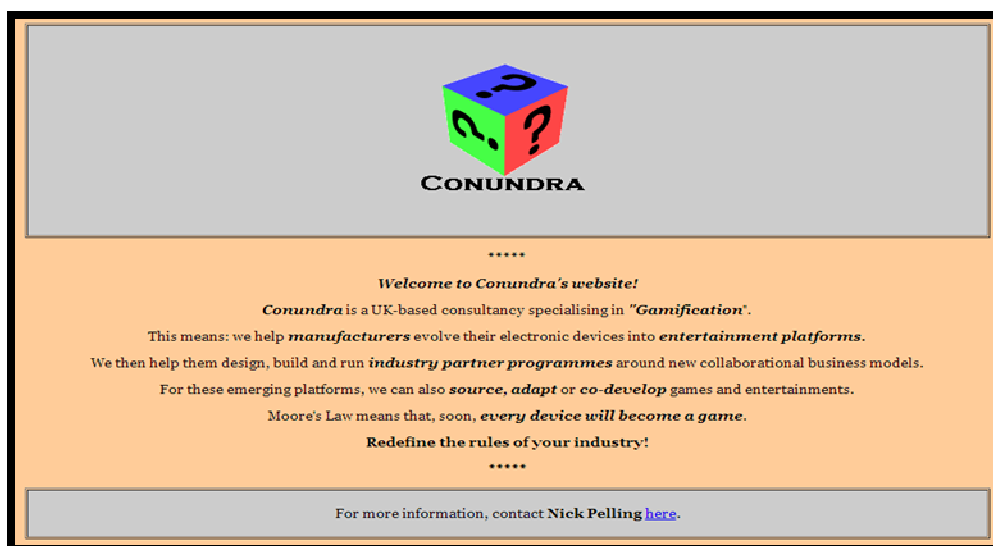 ? ? ?
CONUNDRA
*****
Welcome to Conundra's website!
Conundra is a UK-based consultancy specialising in "Gamification".
This means: we help manufacturers evolve their electronic devices into entertainment platforms.
We then help them design, build and run industry partner programmes around new collaborational business models.
For these emerging platforms, we can also source, adapt or co-develop games and entertainments.
Moore's Law means that, soon, every device will become a game.
Redefine the rules of your industry!
*****
For more information, contact Nick Pelling here.